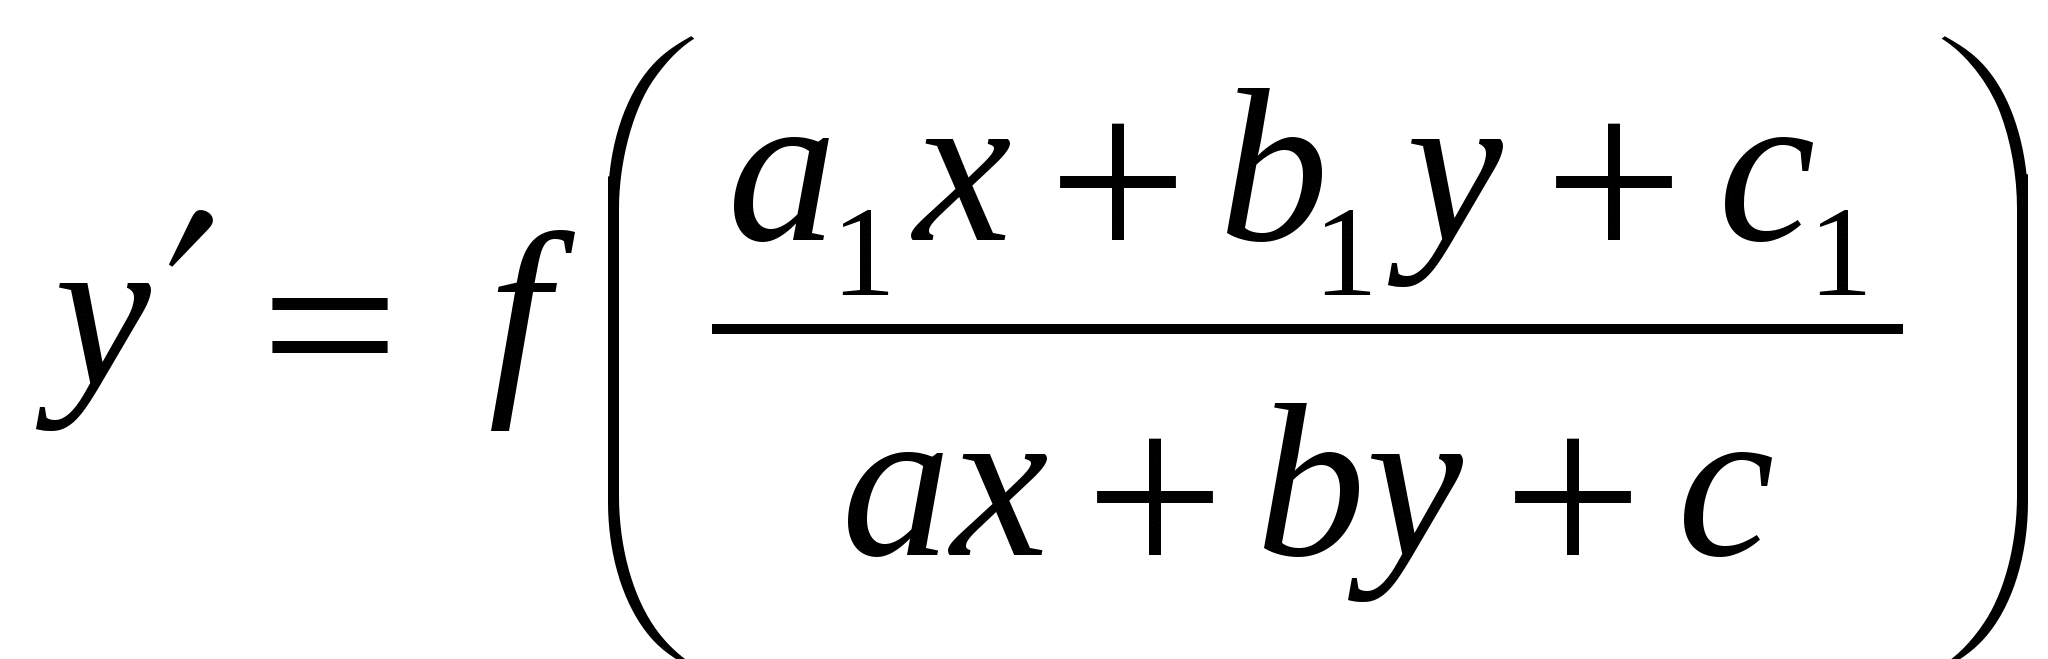 y′ = f(
a₁x + b₁y + c₁
ax + by + c
)